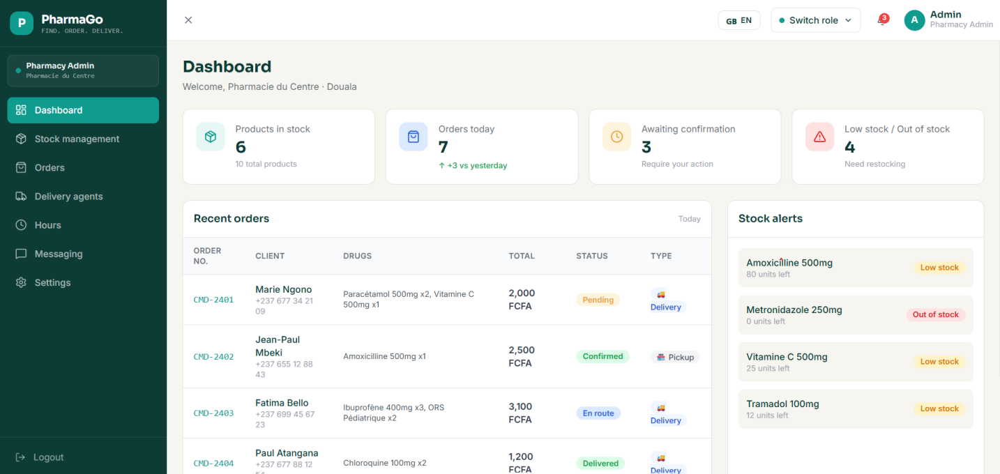 P
PharmaGo
FIND. ORDER. DELIVER.
Pharmacy Admin
Pharmacie du Centre
Dashboard
Stock management
Orders
Delivery agents
Hours
Messaging
Settings
Logout
GB EN
Switch role
3
A
Admin
Pharmacy Admin
Dashboard
Welcome, Pharmacie du Centre · Douala
Products in stock
6
10 total products
Orders today
7
↑ +3 vs yesterday
Awaiting confirmation
3
Require your action
Low stock / Out of stock
4
Need restocking
Recent orders
Today
ORDER
NO.
CLIENT
DRUGS
TOTAL
STATUS
TYPE
CMD-2401
Marie Ngono
+237 677 34 21
09
Paracétamol 500mg x2, Vitamine C
500mg x1
2,000
FCFA
Pending
Delivery
CMD-2402
Jean-Paul
Mbeki
+237 655 12 88
43
Amoxicilline 500mg x1
2,500
FCFA
Confirmed
Pickup
CMD-2403
Fatima Bello
+237 699 45 67
23
Ibuprofène 400mg x3, ORS
Pédiatrique x2
3,100
FCFA
En route
Delivery
CMD-2404
Paul Atangana
+237 677 88 12
Chloroquine 100mg x2
1,200
FCFA
Delivered
Delivery
Stock alerts
Amoxicilline 500mg
80 units left
Low stock
Metronidazole 250mg
0 units left
Out of stock
Vitamine C 500mg
25 units left
Low stock
Tramadol 100mg
12 units left
Low stock